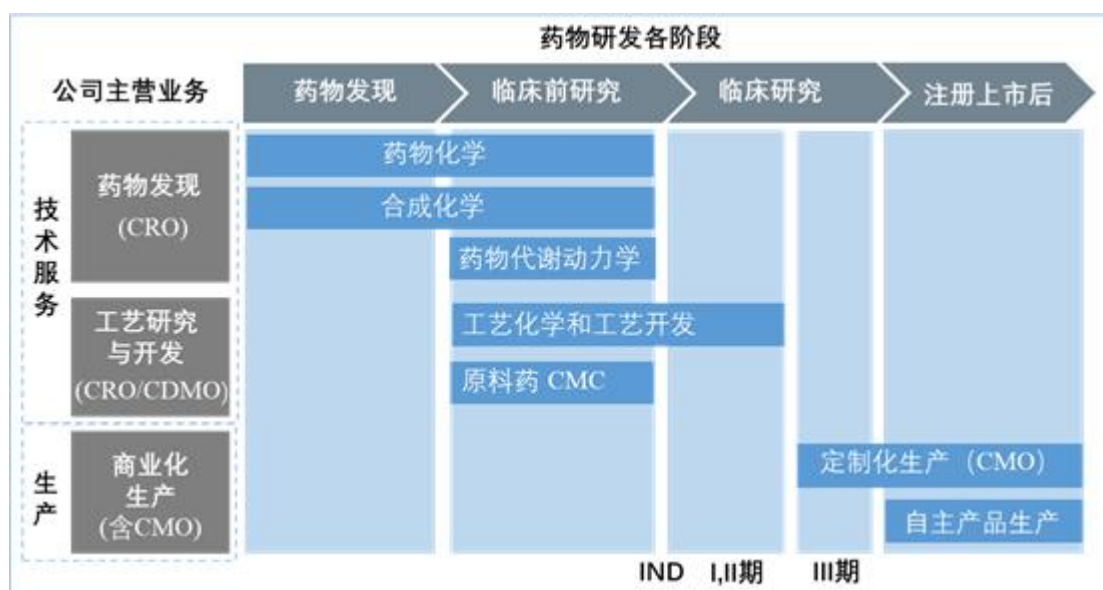 药物研发各阶段
公司主营业务
药物发现
临床前研究
临床研究
注册上市后
技术服务
药物发现
(CRO)
药物化学
合成化学
药物代谢动力学
工艺研究
与开发
(CRO/CDMO)
工艺化学和工艺开发
原料药 CMC
生产
商业化
生产
(含CMO)
定制化生产（CMO）
自主产品生产
IND
I,II期
III期